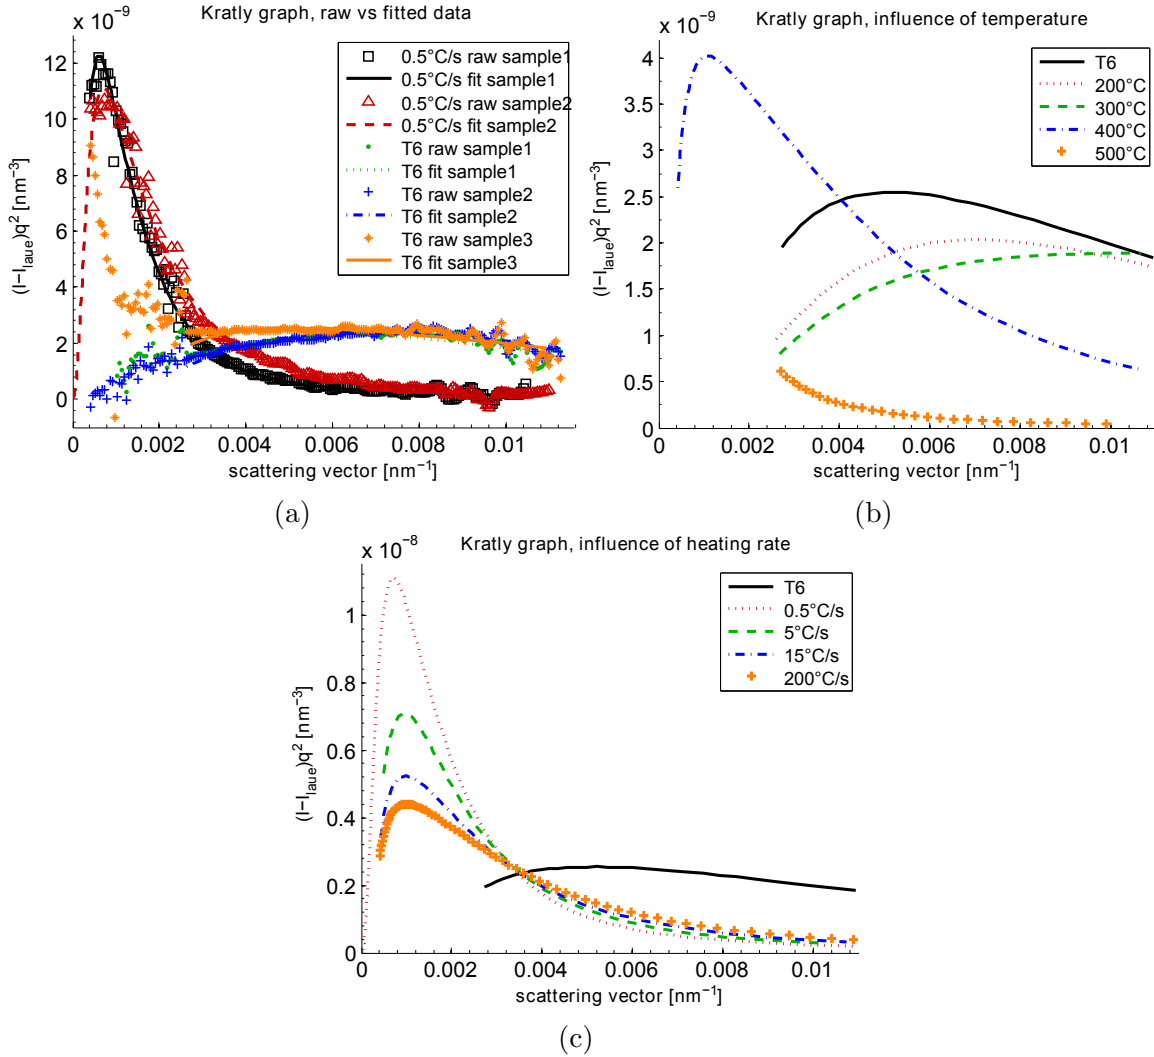 Kratly graph, raw vs fitted data
x 10⁻⁹
12
10
8
6
4
2
0
(I−I_laue)q² [nm⁻³]
0.5°C/s raw sample1
0.5°C/s fit sample1
0.5°C/s raw sample2
0.5°C/s fit sample2
T6 raw sample1
T6 fit sample1
T6 raw sample2
T6 fit sample2
T6 raw sample3
T6 fit sample3
0 0.002 0.004 0.006 0.008 0.01
scattering vector [nm⁻¹]
(a)
Kratly graph, influence of temperature
x 10⁻⁹
4
3.5
3
2.5
2
1.5
1
0.5
0
(I−I_laue)q² [nm⁻³]
T6
200°C
300°C
400°C
500°C
0 0.002 0.004 0.006 0.008 0.01
scattering vector [nm⁻¹]
(b)
Kratly graph, influence of heating rate
x 10⁻⁸
1
0.8
0.6
0.4
0.2
0
(I−I_laue)q² [nm⁻³]
T6
0.5°C/s
5°C/s
15°C/s
200°C/s
0 0.002 0.004 0.006 0.008 0.01
scattering vector [nm⁻¹]
(c)